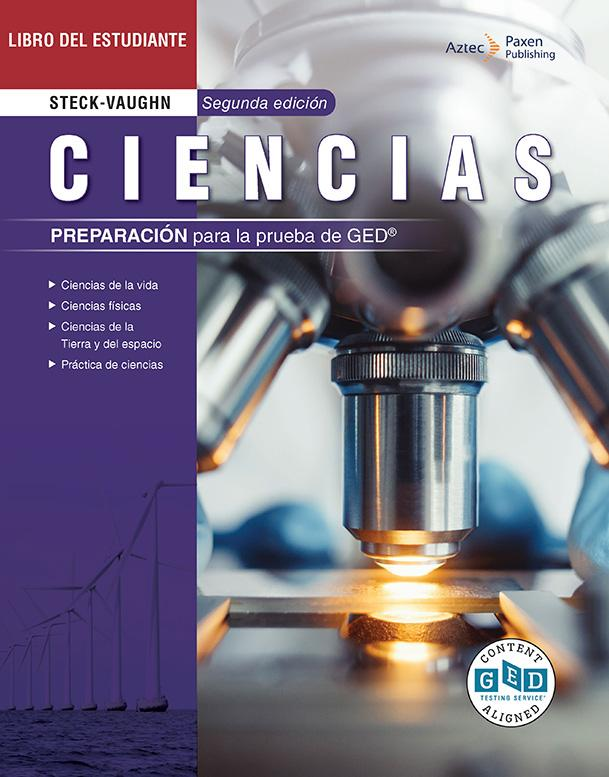 LIBRO DEL ESTUDIANTE
Aztec Paxen
Publishing
STECK-VAUGHN Segunda edición
CIENCIAS
PREPARACIÓN para la prueba de GED®
Ciencias de la vida
Ciencias físicas
Ciencias de la
Tierra y del espacio
Práctica de ciencias
CONTENT
GED
TESTING SERVICE®
ALIGNED